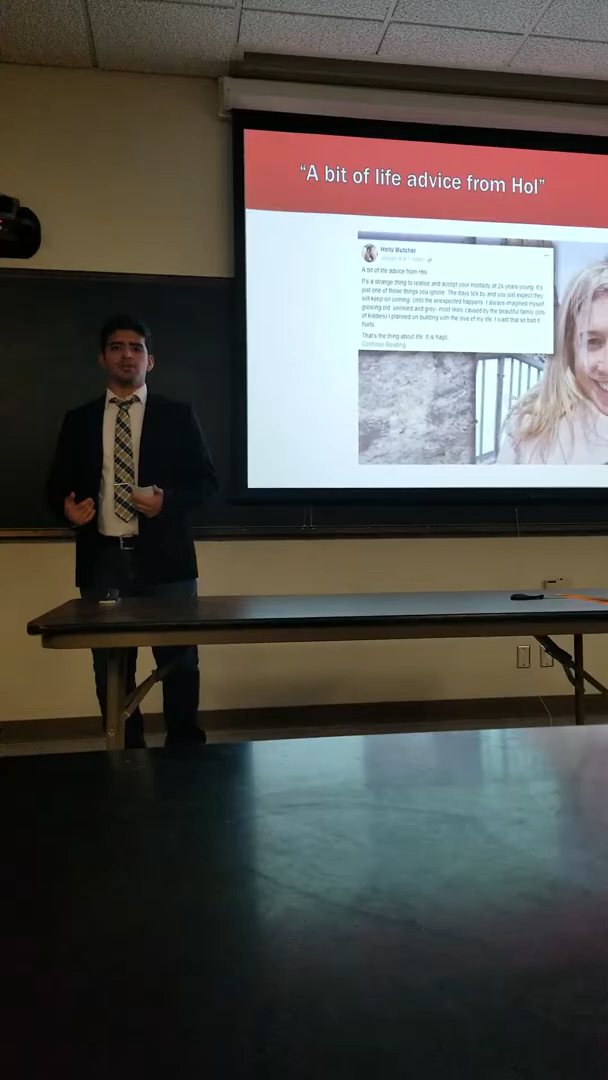 “A bit of life advice from Hol”
Holly Butcher
A bit of life advice from Hol:
It's a strange thing to realise and accept your mortality at 26 years young. It's
just one of those things you ignore. The days tick by and you just expect they
will keep on coming; Until the unexpected happens. I always imagined myself
growing old, wrinkled and grey- most likely caused by the beautiful family (lots
of kiddies) I planned on building with the love of my life. I want that so bad it
hurts.
That's the thing about life; It is fragil..
Continue Reading